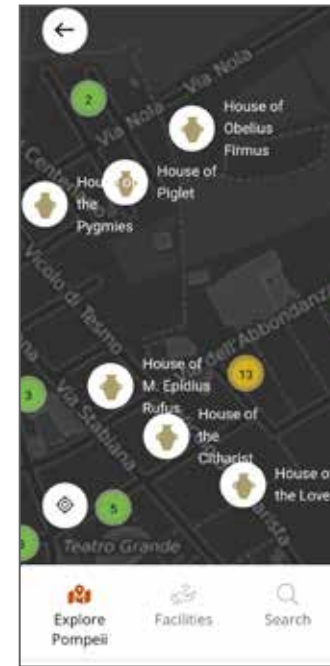 Via Nola
Via Nola
2
House of
Obelius
Firmus
House of
Piglet
the
Pygmies
Vicolo di Tesmo
dell'Abbondanza
13
House of
M. Epidius
Rufus
3
Via Stabiana
House of
the
Citharist
House of
the Love
5
Teatro Grande
Explore
Pompeii
Facilities
Search